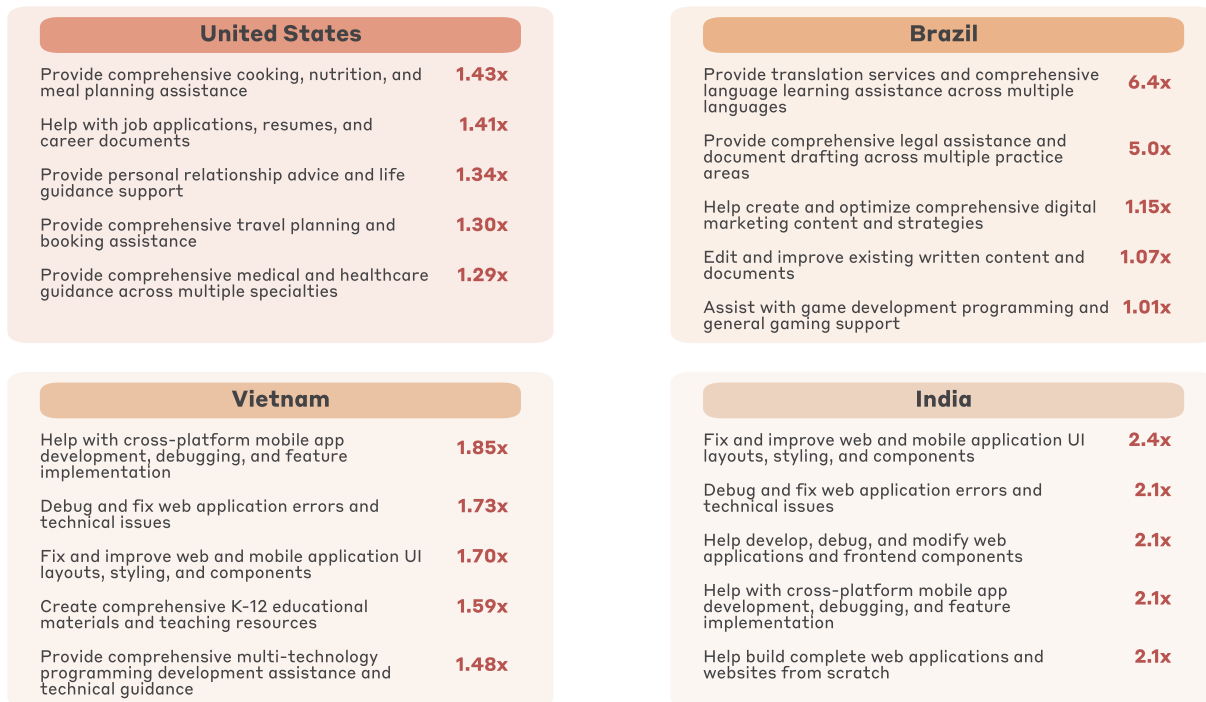 United States
Provide comprehensive cooking, nutrition, and 1.43x
meal planning assistance
Help with job applications, resumes, and 1.41x
career documents
Provide personal relationship advice and life 1.34x
guidance support
Provide comprehensive travel planning and 1.30x
booking assistance
Provide comprehensive medical and healthcare 1.29x
guidance across multiple specialties
Brazil
Provide translation services and comprehensive
language learning assistance across multiple 6.4x
languages
Provide comprehensive legal assistance and
document drafting across multiple practice 5.0x
areas
Help create and optimize comprehensive digital 1.15x
marketing content and strategies
Edit and improve existing written content and 1.07x
documents
Assist with game development programming and 1.01x
general gaming support
Vietnam
Help with cross-platform mobile app
development, debugging, and feature 1.85x
implementation
Debug and fix web application errors and 1.73x
technical issues
Fix and improve web and mobile application UI 1.70x
layouts, styling, and components
Create comprehensive K-12 educational 1.59x
materials and teaching resources
Provide comprehensive multi-technology
programming development assistance and 1.48x
technical guidance
India
Fix and improve web and mobile application UI 2.4x
layouts, styling, and components
Debug and fix web application errors and 2.1x
technical issues
Help develop, debug, and modify web 2.1x
applications and frontend components
Help with cross-platform mobile app
development, debugging, and feature 2.1x
implementation
Help build complete web applications and 2.1x
websites from scratch